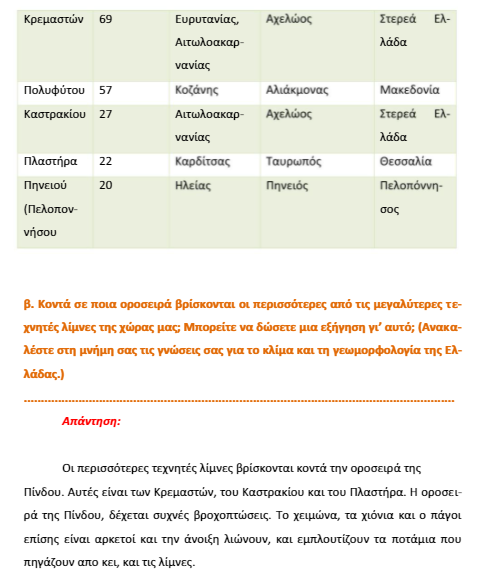 Κρεμαστών 69 Ευρυτανίας, Αχελώος Στερεά Ελ-
Αιτωλοακαρ- λάδα
νανίας
Πολυφύτου 57 Κοζάνης Αλιάκμονας Μακεδονία
Καστρακίου 27 Αιτωλοακαρ- Αχελώος Στερεά Ελ-
νανίας λάδα
Πλαστήρα 22 Καρδίτσας Ταυρωπός Θεσσαλία
Πηνειού 20 Ηλείας Πηνειός Πελοπόννη-
(Πελοπον- σος
νήσου
β. Κοντά σε ποια οροσειρά βρίσκονται οι περισσότερες από τις μεγαλύτερες τε-
χνητές λίμνες της χώρας μας; Μπορείτε να δώσετε μια εξήγηση γι’ αυτό; (Ανακα-
λέστε στη μνήμη σας τις γνώσεις σας για το κλίμα και τη γεωμορφολογία της Ελ-
λάδας.)
Απάντηση:
Οι περισσότερες τεχνητές λίμνες βρίσκονται κοντά την οροσειρά της
Πίνδου. Αυτές είναι των Κρεμαστών, του Καστρακίου και του Πλαστήρα. Η οροσει-
ρά της Πίνδου, δέχεται συχνές βροχοπτώσεις. Το χειμώνα, τα χιόνια και ο πάγοι
επίσης είναι αρκετοί και την άνοιξη λιώνουν, και εμπλουτίζουν τα ποτάμια που
πηγάζουν απο κει, και τις λίμνες.